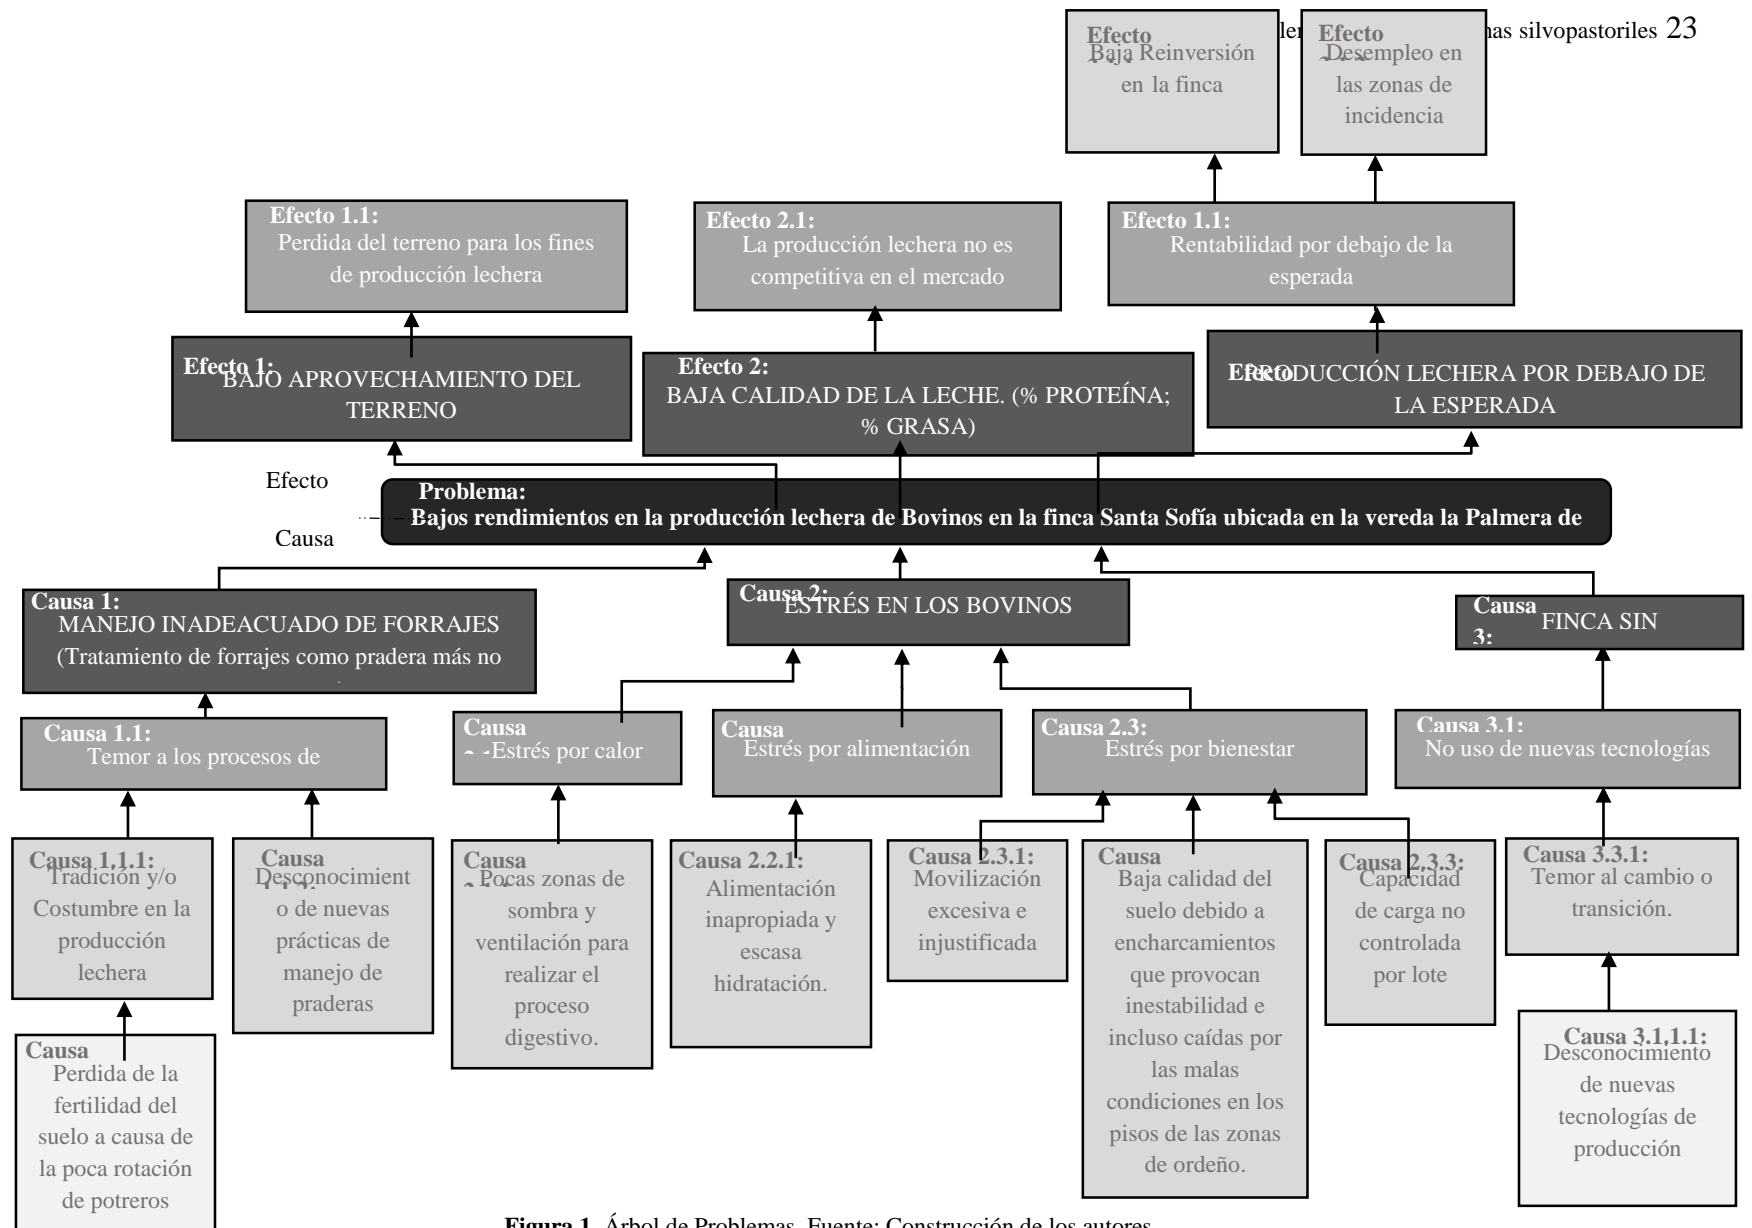 nas silvopastoriles 23
Efecto
Baja Reinversión
en la finca
Efecto
Desempleo en
las zonas de
incidencia
Efecto 1.1:
Perdida del terreno para los fines
de producción lechera
Efecto 2.1:
La producción lechera no es
competitiva en el mercado
Efecto 1.1:
Rentabilidad por debajo de la
esperada
Efecto 1:
BAJO APROVECHAMIENTO DEL
TERRENO
Efecto 2:
BAJA CALIDAD DE LA LECHE. (% PROTEÍNA;
% GRASA)
Efecto
PRODUCCIÓN LECHERA POR DEBAJO DE
LA ESPERADA
Efecto
Problema:
Bajos rendimientos en la producción lechera de Bovinos en la finca Santa Sofía ubicada en la vereda la Palmera de
Causa
Causa 1:
MANEJO INADEACUADO DE FORRAJES
(Tratamiento de forrajes como pradera más no
Causa 2:
ESTRÉS EN LOS BOVINOS
Causa
3:
FINCA SIN
Causa 1.1:
Temor a los procesos de
Causa
Estrés por calor
Causa
Estrés por alimentación
Causa 2.3:
Estrés por bienestar
Causa 3.1:
No uso de nuevas tecnologías
Causa 1.1.1:
Tradición y/o
Costumbre en la
producción
lechera
Causa
Desconocimient
o de nuevas
prácticas de
manejo de
praderas
Causa
Pocas zonas de
sombra y
ventilación para
realizar el
proceso
digestivo.
Causa 2.2.1:
Alimentación
inapropiada y
escasa
hidratación.
Causa 2.3.1:
Movilización
excesiva e
injustificada
Causa
Baja calidad del
suelo debido a
encharcamientos
que provocan
inestabilidad e
incluso caídas por
las malas
condiciones en los
pisos de las zonas
de ordeño.
Causa 2.3.3:
Capacidad
de carga no
controlada
por lote
Causa 3.3.1:
Temor al cambio o
transición.
Causa
Perdida de la
fertilidad del
suelo a causa de
la poca rotación
de potreros
Causa 3.1.1.1:
Desconocimiento
de nuevas
tecnologías de
producción
Figura 1. Árbol de Problemas. Fuente: Construcción de los autores